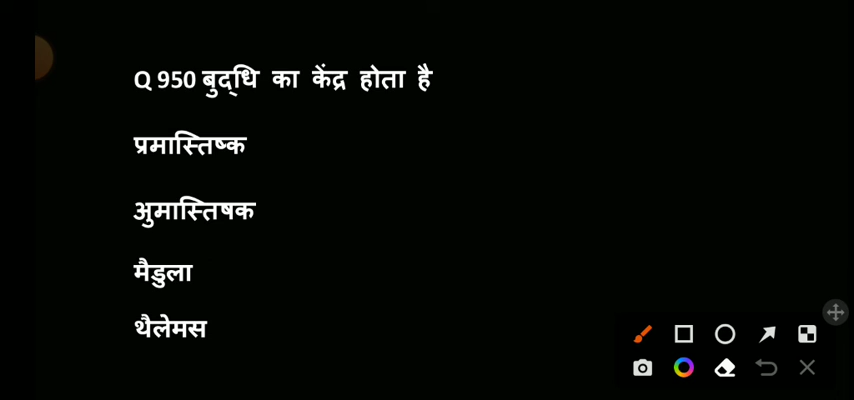 Q 950 बुद्धि का केंद्र होता है
प्रमास्तिष्क
अुमास्तिषक
मैडुला
थैलेमस